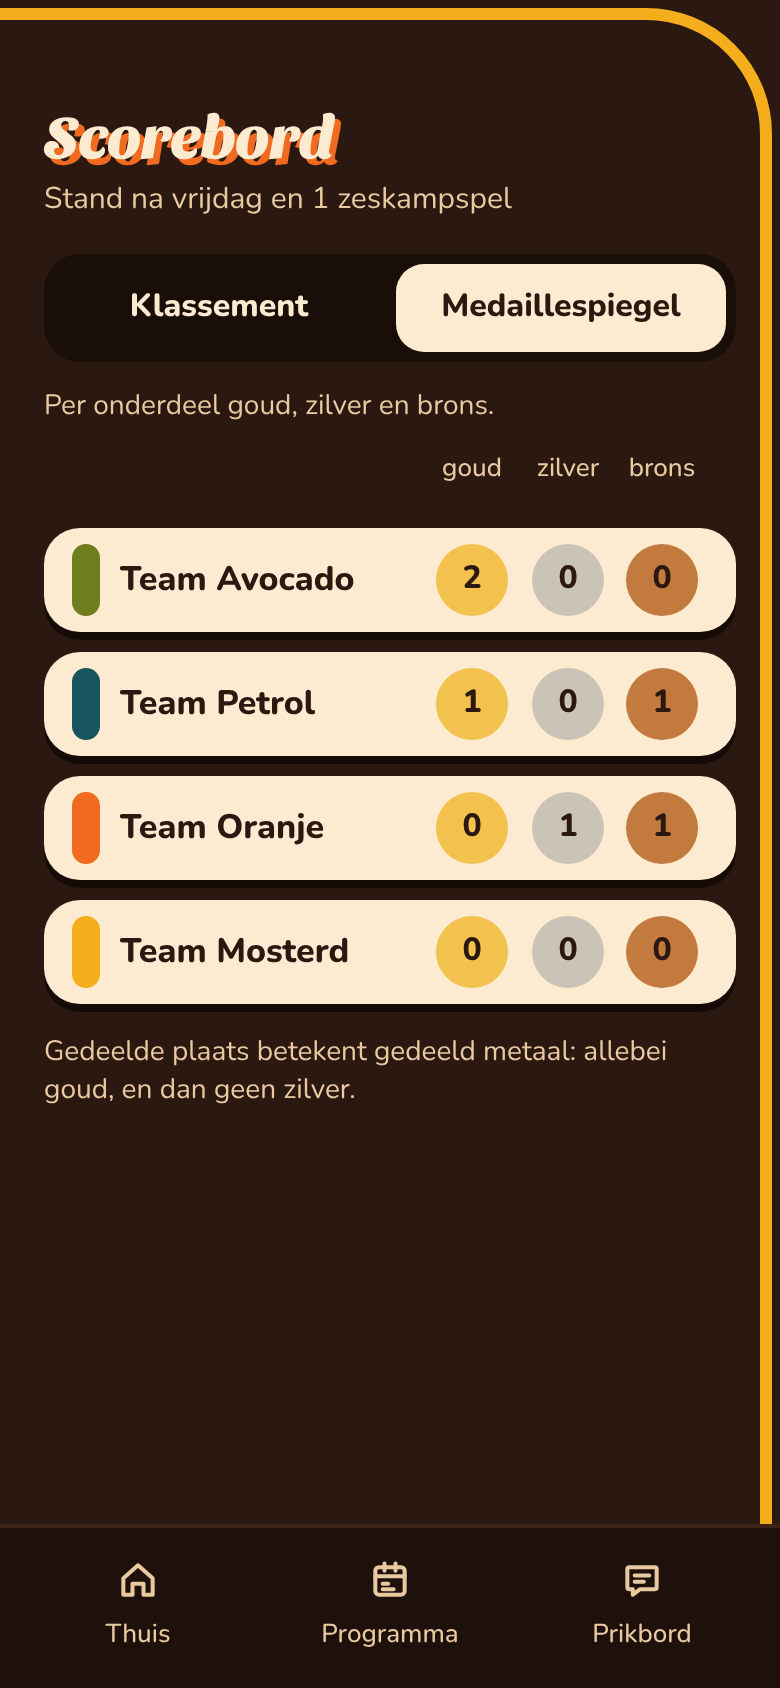 Scorebord
Stand na vrijdag en 1 zeskampspel
Klassement Medaillespiegel
Per onderdeel goud, zilver en brons.
goud zilver brons
Team Avocado 2 0 0
Team Petrol 1 0 1
Team Oranje 0 1 1
Team Mosterd 0 0 0
Gedeelde plaats betekent gedeeld metaal: allebei
goud, en dan geen zilver.
Thuis Programma Prikbord